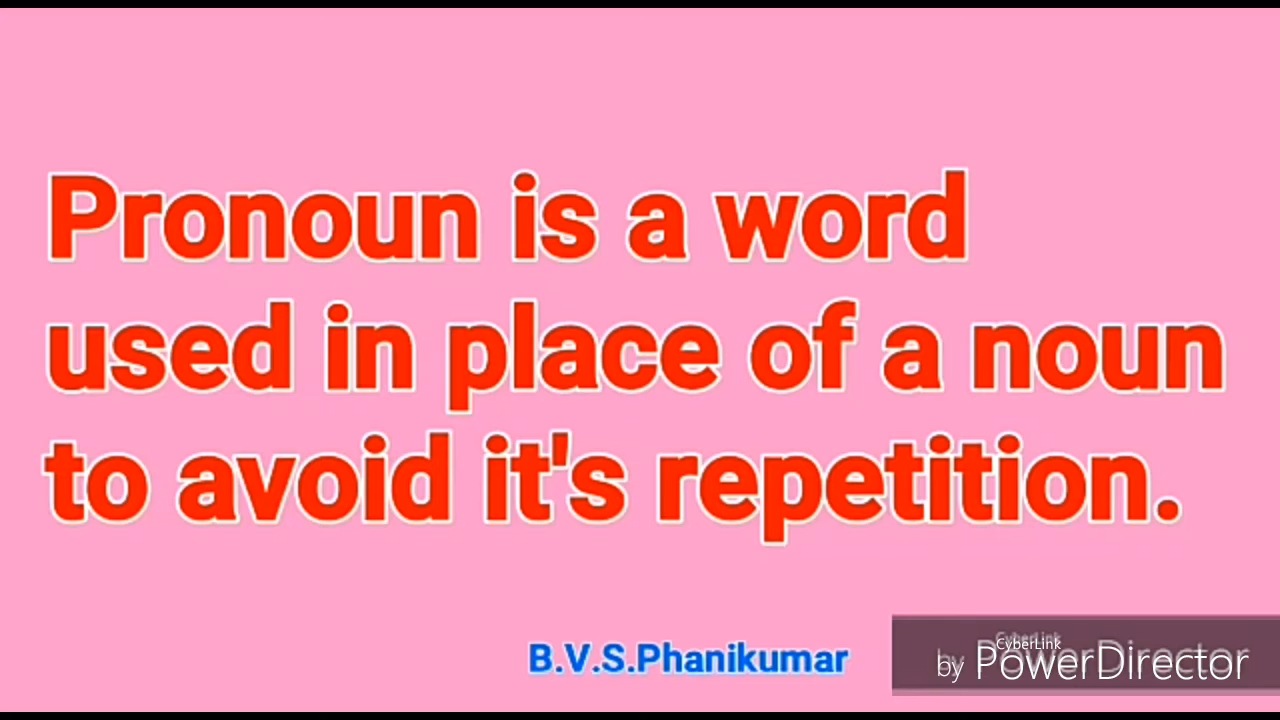 Pronoun is a word
used in place of a noun
to avoid it's repetition.
B.V.S.Phanikumar
CyberLink
by PowerDirector